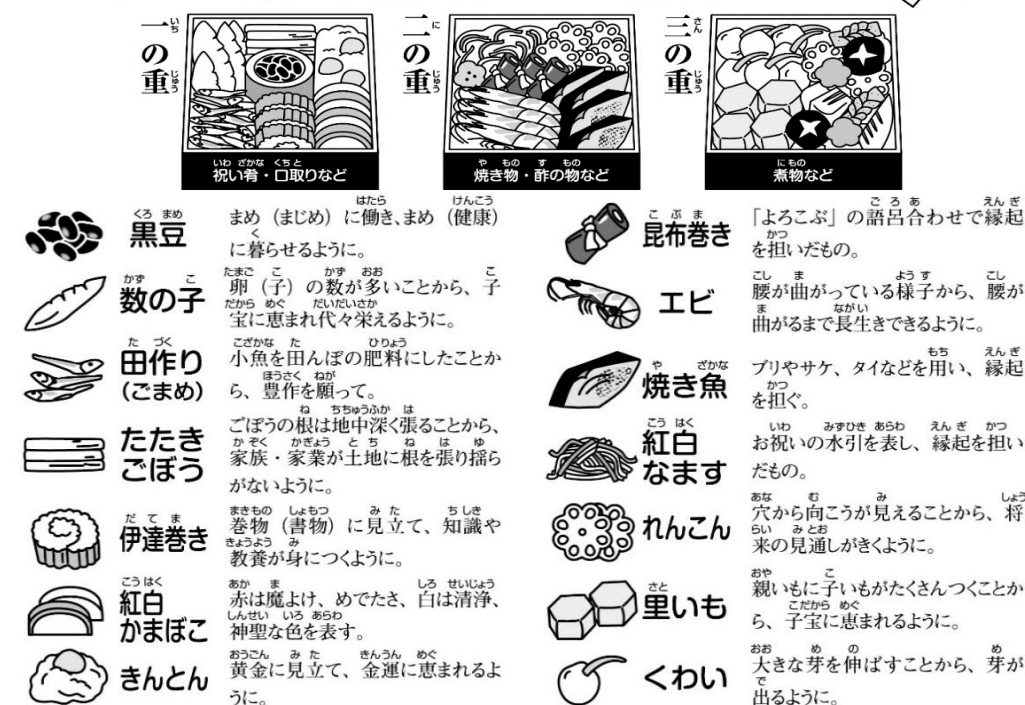 一の重
祝い肴・口取りなど
二の重
焼き物・酢の物など
三の重
煮物など
黒豆
まめ（まじめ）に働き、まめ（健康）
に暮らせるように。
数の子
卵（子）の数が多いことから、子
宝に恵まれ代々栄えるように。
田作り
（ごまめ）
小魚を田んぼの肥料にしたことか
ら、豊作を願って。
たたき
ごぼう
ごぼうの根は地中深く張ることから、
家族・家業が土地に根を張り揺ら
がないように。
伊達巻き
巻物（書物）に見立て、知識や
教養が身につくように。
紅白
かまぼこ
赤は魔よけ、めでたさ、白は清浄、
神聖な色を表す。
きんとん
黄金に見立て、金運に恵まれるよ
うに。
昆布巻き
「よろこぶ」の語呂合わせで縁起
を担いだもの。
エビ
腰が曲がっている様子から、腰が
曲がるまで長生きできるように。
焼き魚
ブリやサケ、タイなどを用い、縁起
を担ぐ。
紅白
なます
お祝いの水引を表し、縁起を担い
だもの。
れんこん
穴から向こうが見えることから、将
来の見通しがきくように。
里いも
親いもに子いもがたくさんつくことか
ら、子宝に恵まれるように。
くわい
大きな芽を伸ばすことから、芽が
出るように。